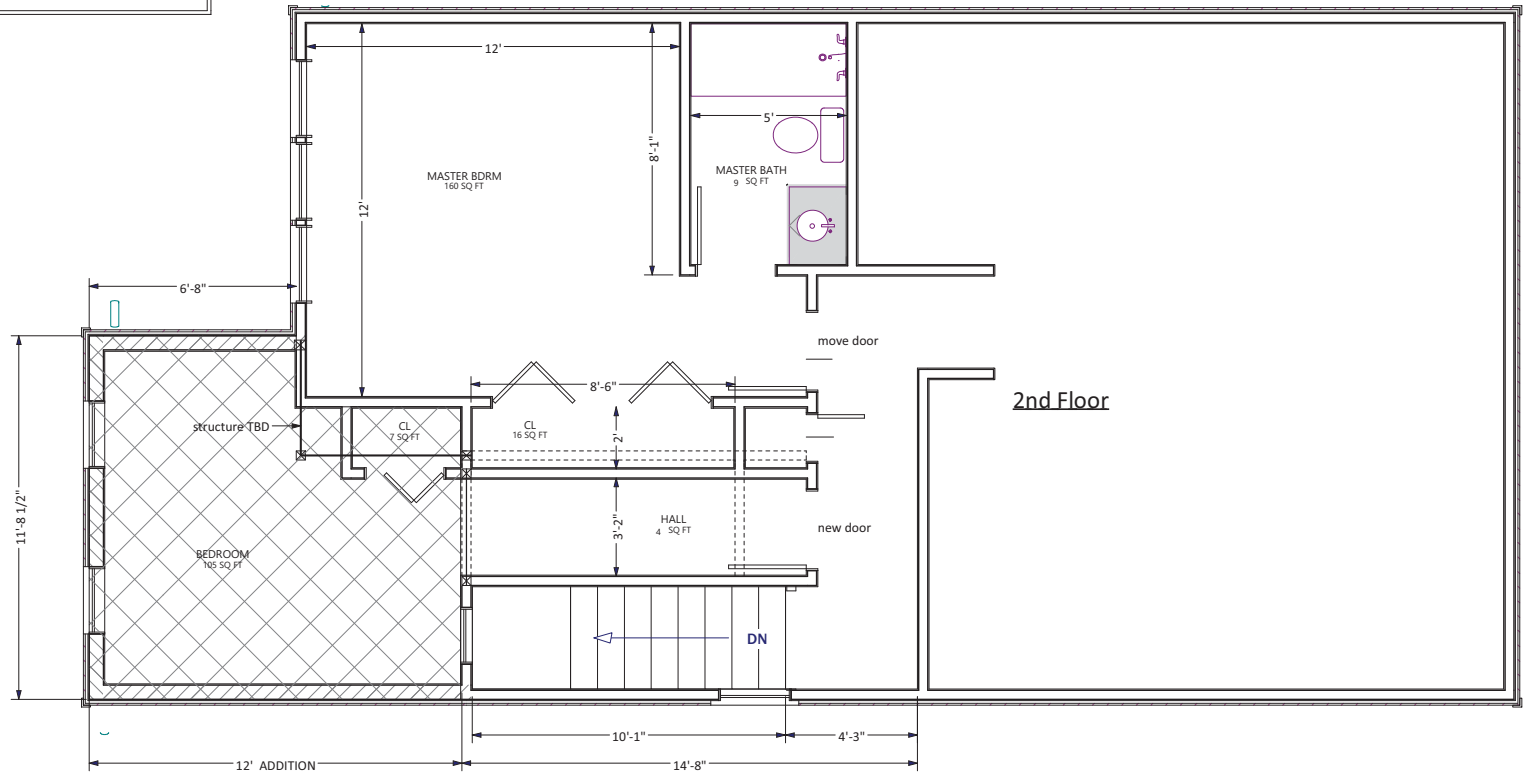 12'
5'
8'-1"
MASTER BDRM
160 SQ FT
MASTER BATH
9 SQ FT
12'
6'-8"
move door
8'-6"
2nd Floor
structure TBD
CL
7 SQ FT
CL
16 SQ FT
2'
11'-8 1/2"
HALL
4 SQ FT
3'-2"
new door
BEDROOM
105 SQ FT
DN
10'-1"
4'-3"
12' ADDITION
14'-8"